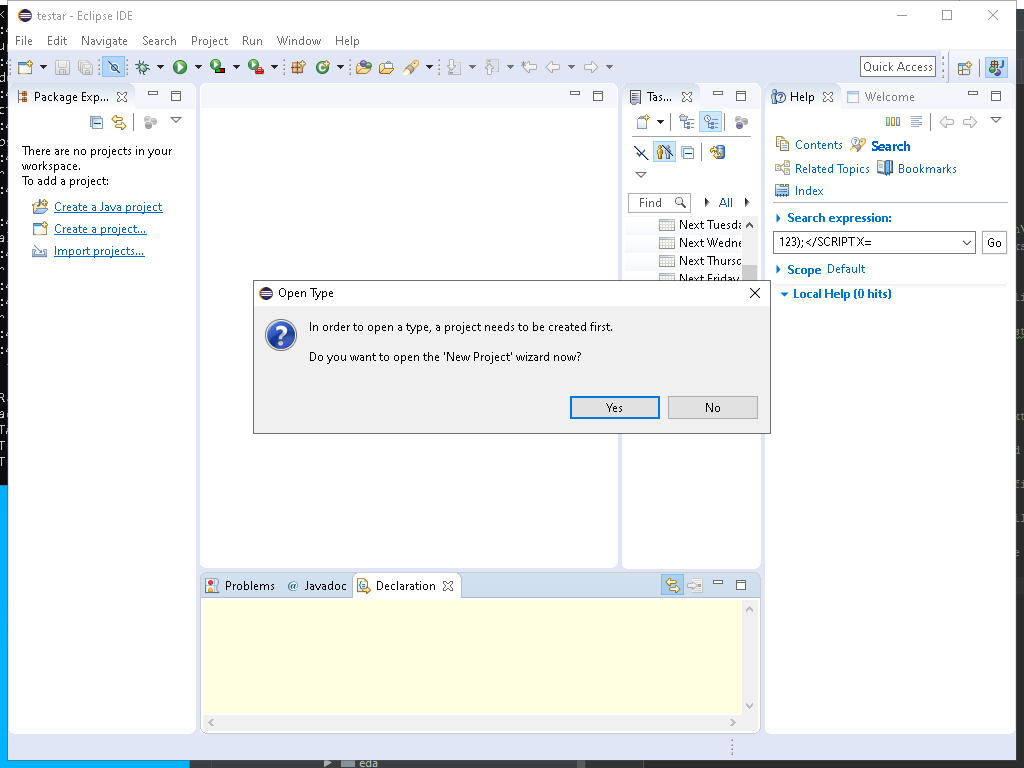 testar - Eclipse IDE
File Edit Navigate Search Project Run Window Help
Quick Access
Package Exp...
Tas...
Help
Welcome
There are no projects in your
workspace.
To add a project:
Create a Java project
Create a project...
Import projects...
Find
All
Next Tuesda
Next Wedne
Next Thursd
Next Friday
Contents
Search
Related Topics
Bookmarks
Index
Search expression:
123);</SCRIPTX=
Go
Scope Default
Local Help (0 hits)
Open Type
In order to open a type, a project needs to be created first.
Do you want to open the 'New Project' wizard now?
Yes
No
Problems
@ Javadoc
Declaration
eda